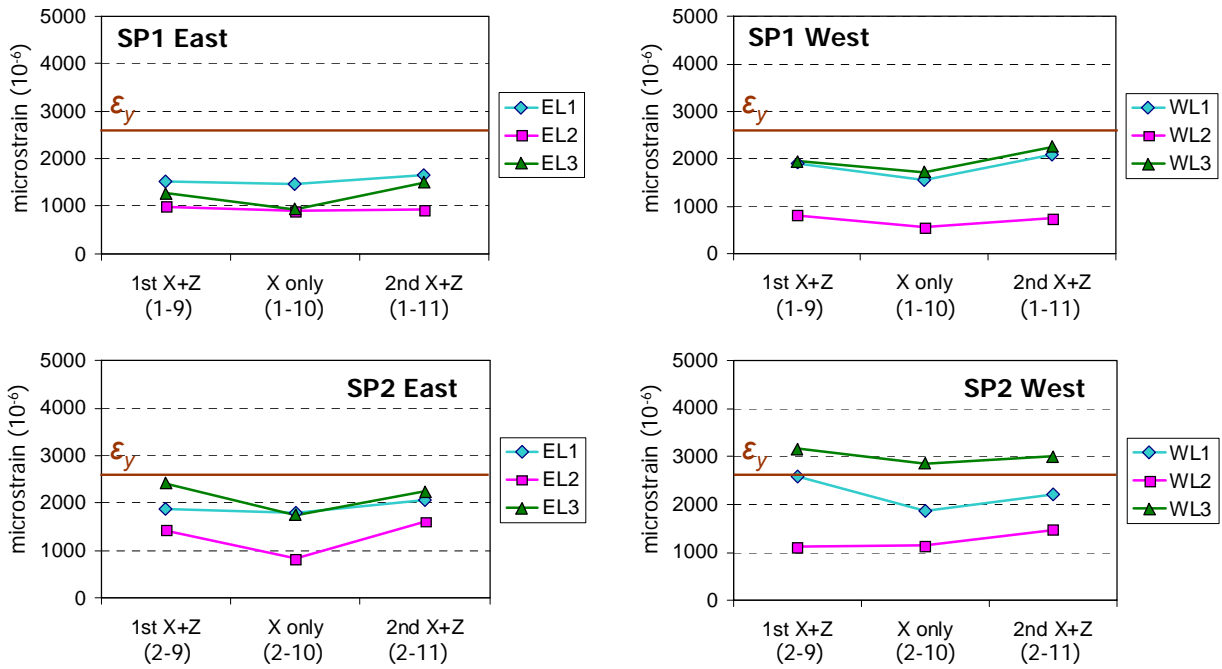 SP1 East
microstrain (10-6)
5000
4000
3000
2000
1000
0
εy
EL1
EL2
EL3
1st X+Z
(1-9)
X only
(1-10)
2nd X+Z
(1-11)
SP1 West
microstrain (10-6)
5000
4000
3000
2000
1000
0
εy
WL1
WL2
WL3
1st X+Z
(1-9)
X only
(1-10)
2nd X+Z
(1-11)
SP2 East
microstrain (10-6)
5000
4000
3000
2000
1000
0
εy
EL1
EL2
EL3
1st X+Z
(2-9)
X only
(2-10)
2nd X+Z
(2-11)
SP2 West
microstrain (10-6)
5000
4000
3000
2000
1000
0
εy
WL1
WL2
WL3
1st X+Z
(2-9)
X only
(2-10)
2nd X+Z
(2-11)